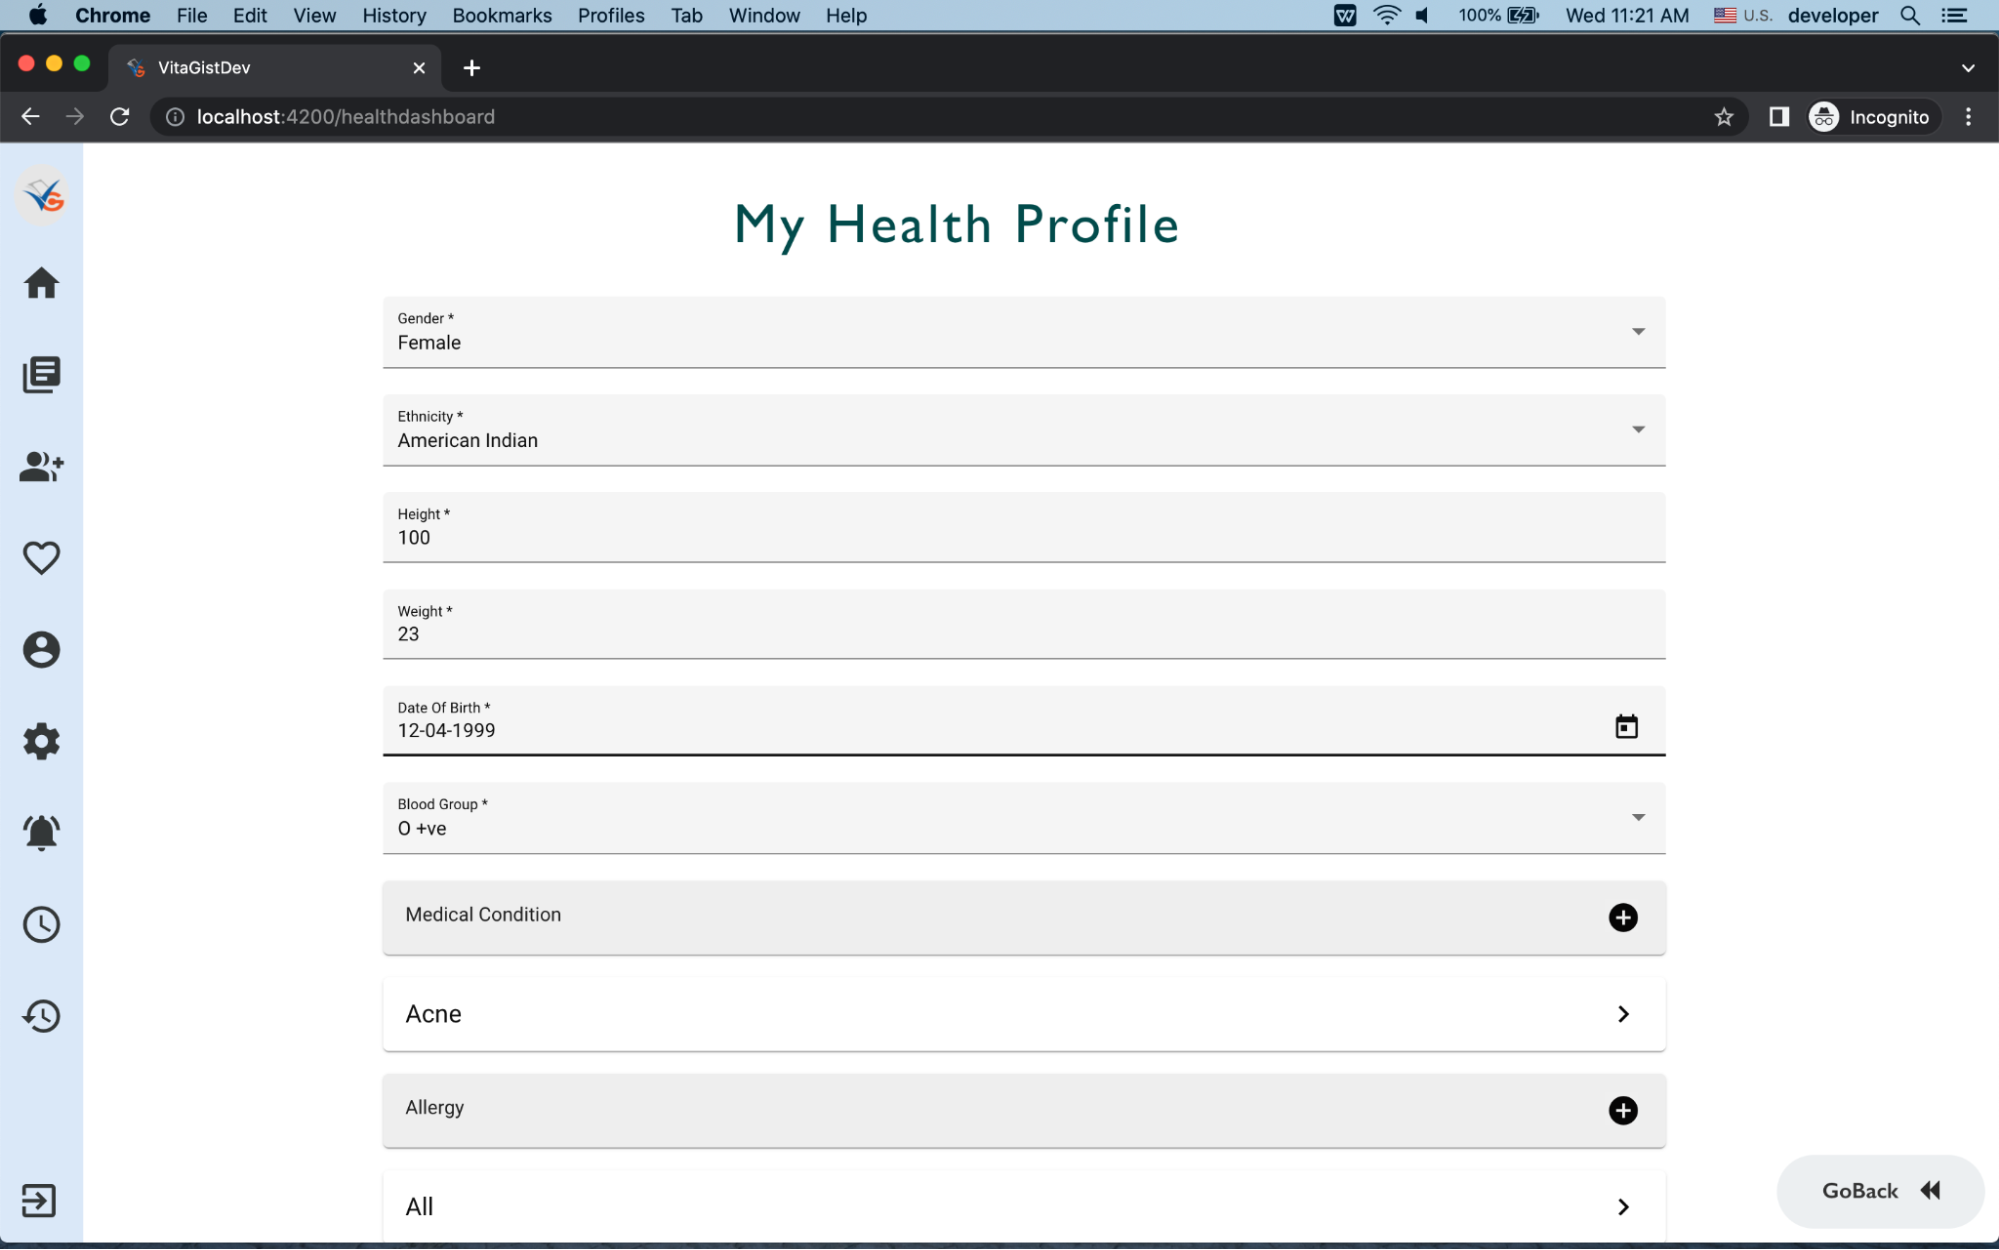 Chrome File Edit View History Bookmarks Profiles Tab Window Help 100% Wed 11:21 AM U.S. developer
VitaGistDev
localhost:4200/healthdashboard Incognito
My Health Profile
Gender *
Female
Ethnicity *
American Indian
Height *
100
Weight *
23
Date Of Birth *
12-04-1999
Blood Group *
O +ve
Medical Condition
Acne
Allergy
All
GoBack